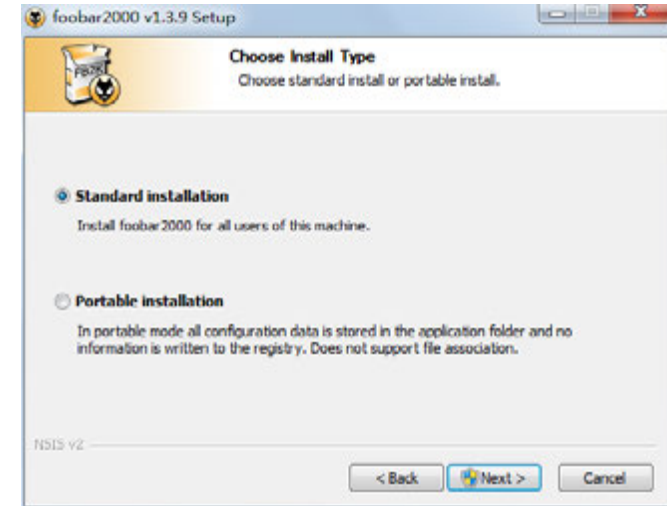 foobar2000 v1.3.9 Setup
Choose Install Type
Choose standard install or portable install.
Standard installation
Install foobar2000 for all users of this machine.
Portable installation
In portable mode all configuration data is stored in the application folder and no
information is written to the registry. Does not support file association.
NSIS v2
< Back
Next >
Cancel